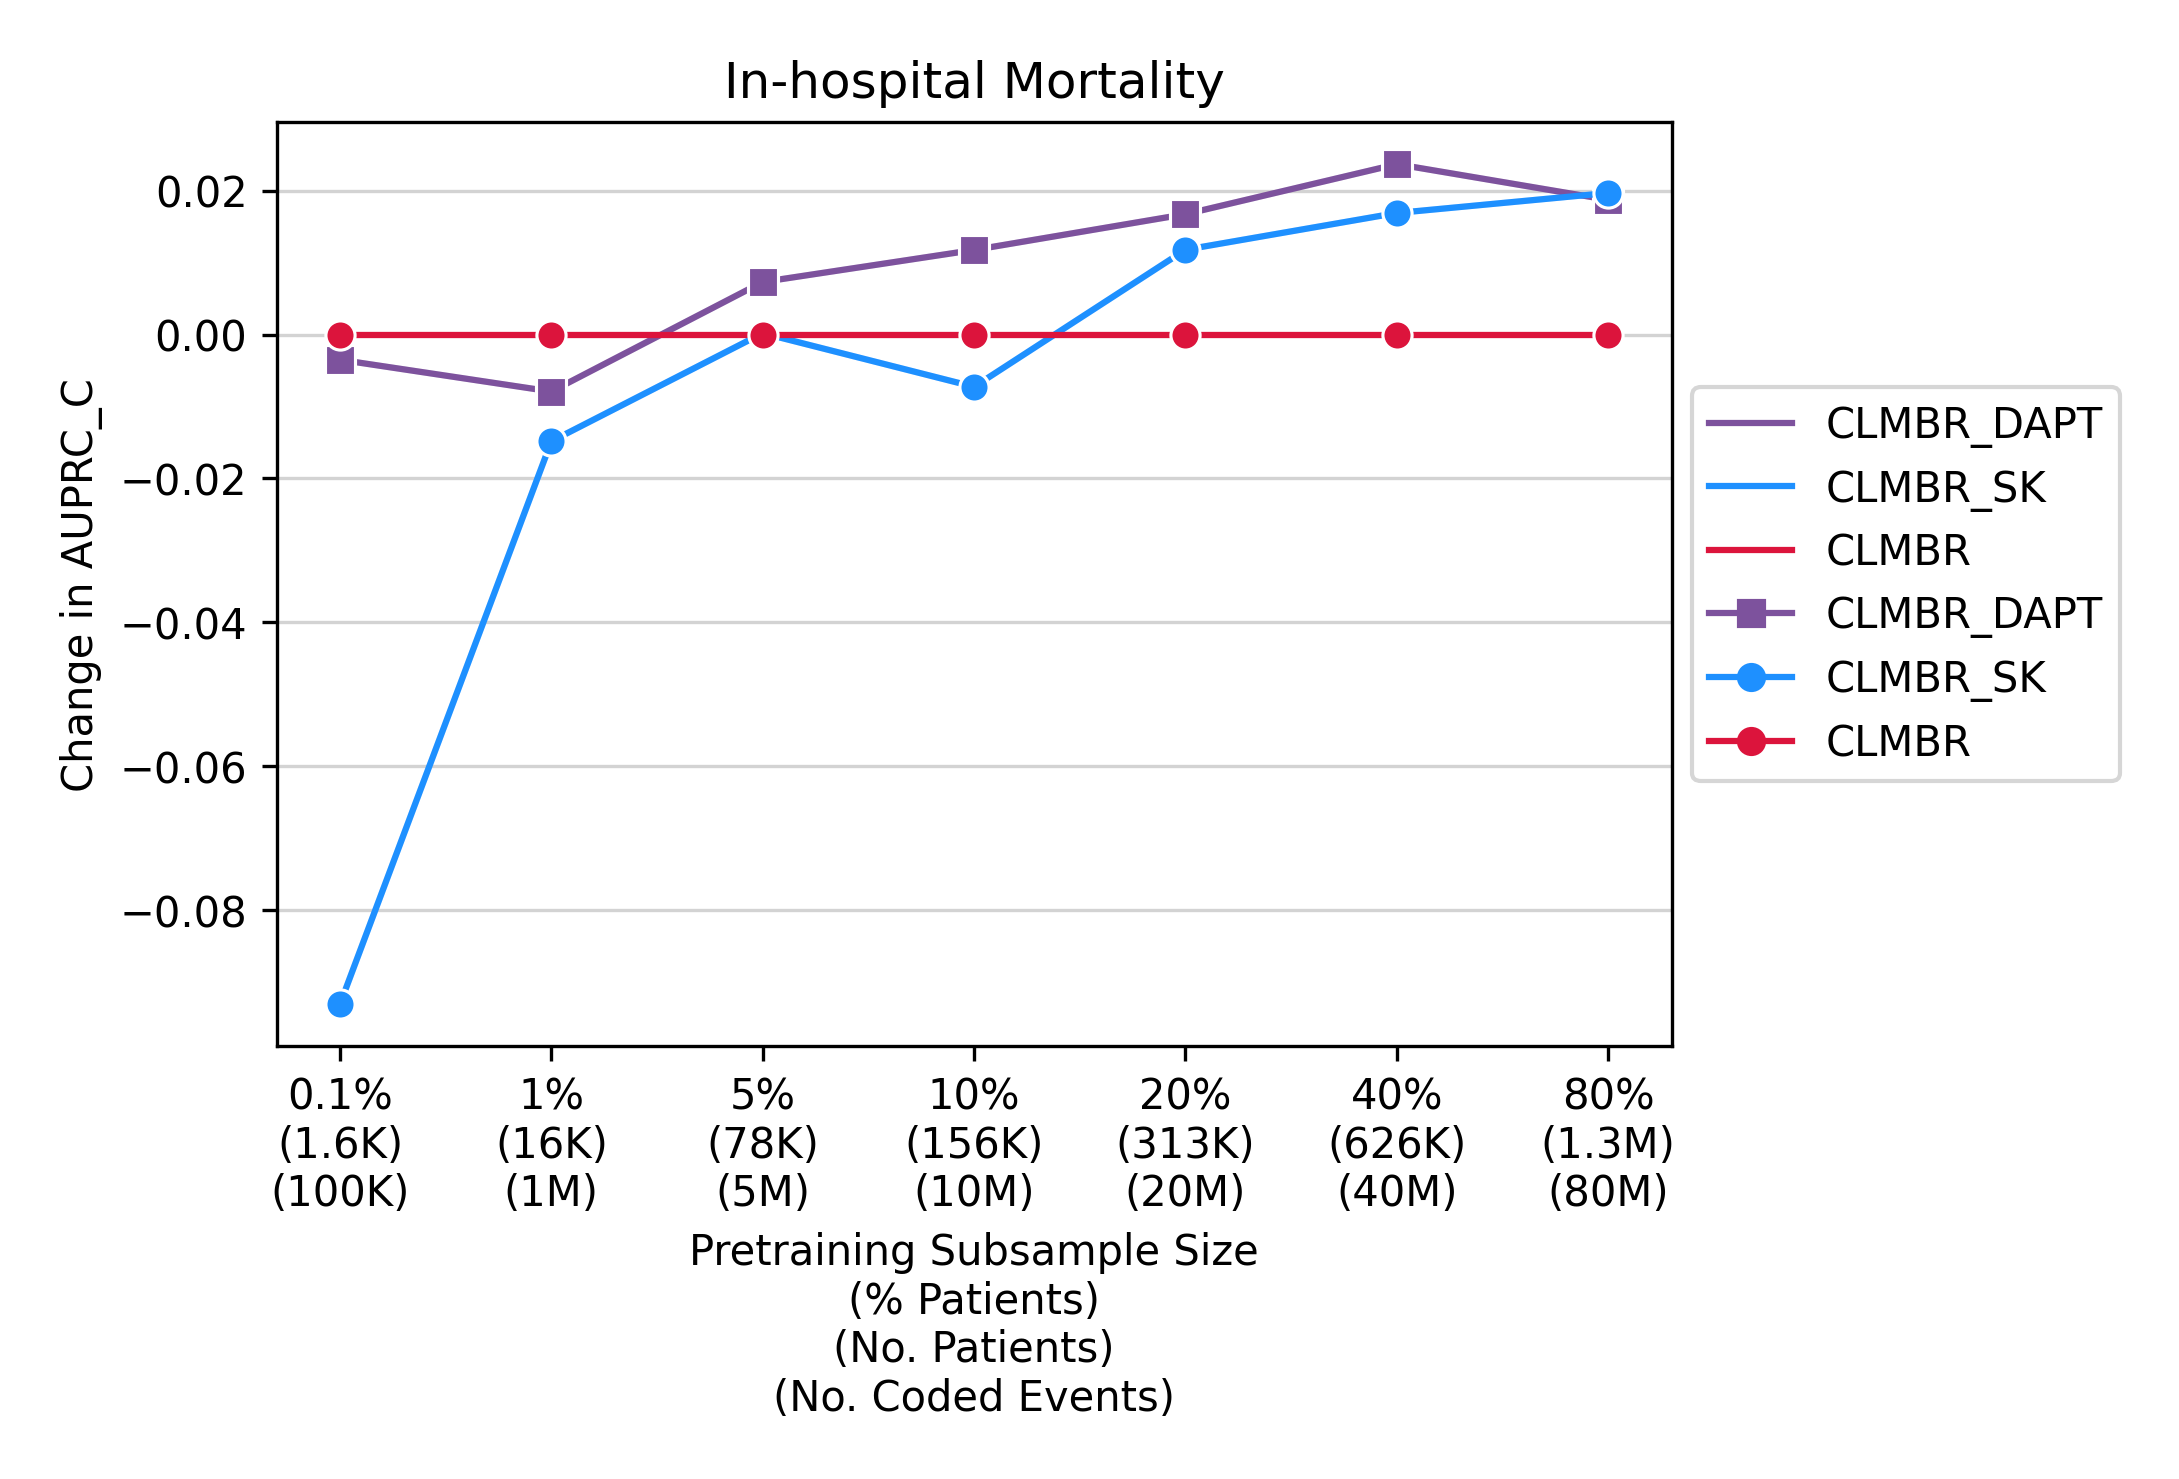 In-hospital Mortality
0.02
0.00
−0.02
−0.04
−0.06
−0.08
Change in AUPRC_C
0.1% 1% 5% 10% 20% 40% 80%
(1.6K) (16K) (78K) (156K) (313K) (626K) (1.3M)
(100K) (1M) (5M) (10M) (20M) (40M) (80M)
Pretraining Subsample Size
(% Patients)
(No. Patients)
(No. Coded Events)
CLMBR_DAPT
CLMBR_SK
CLMBR
CLMBR_DAPT
CLMBR_SK
CLMBR